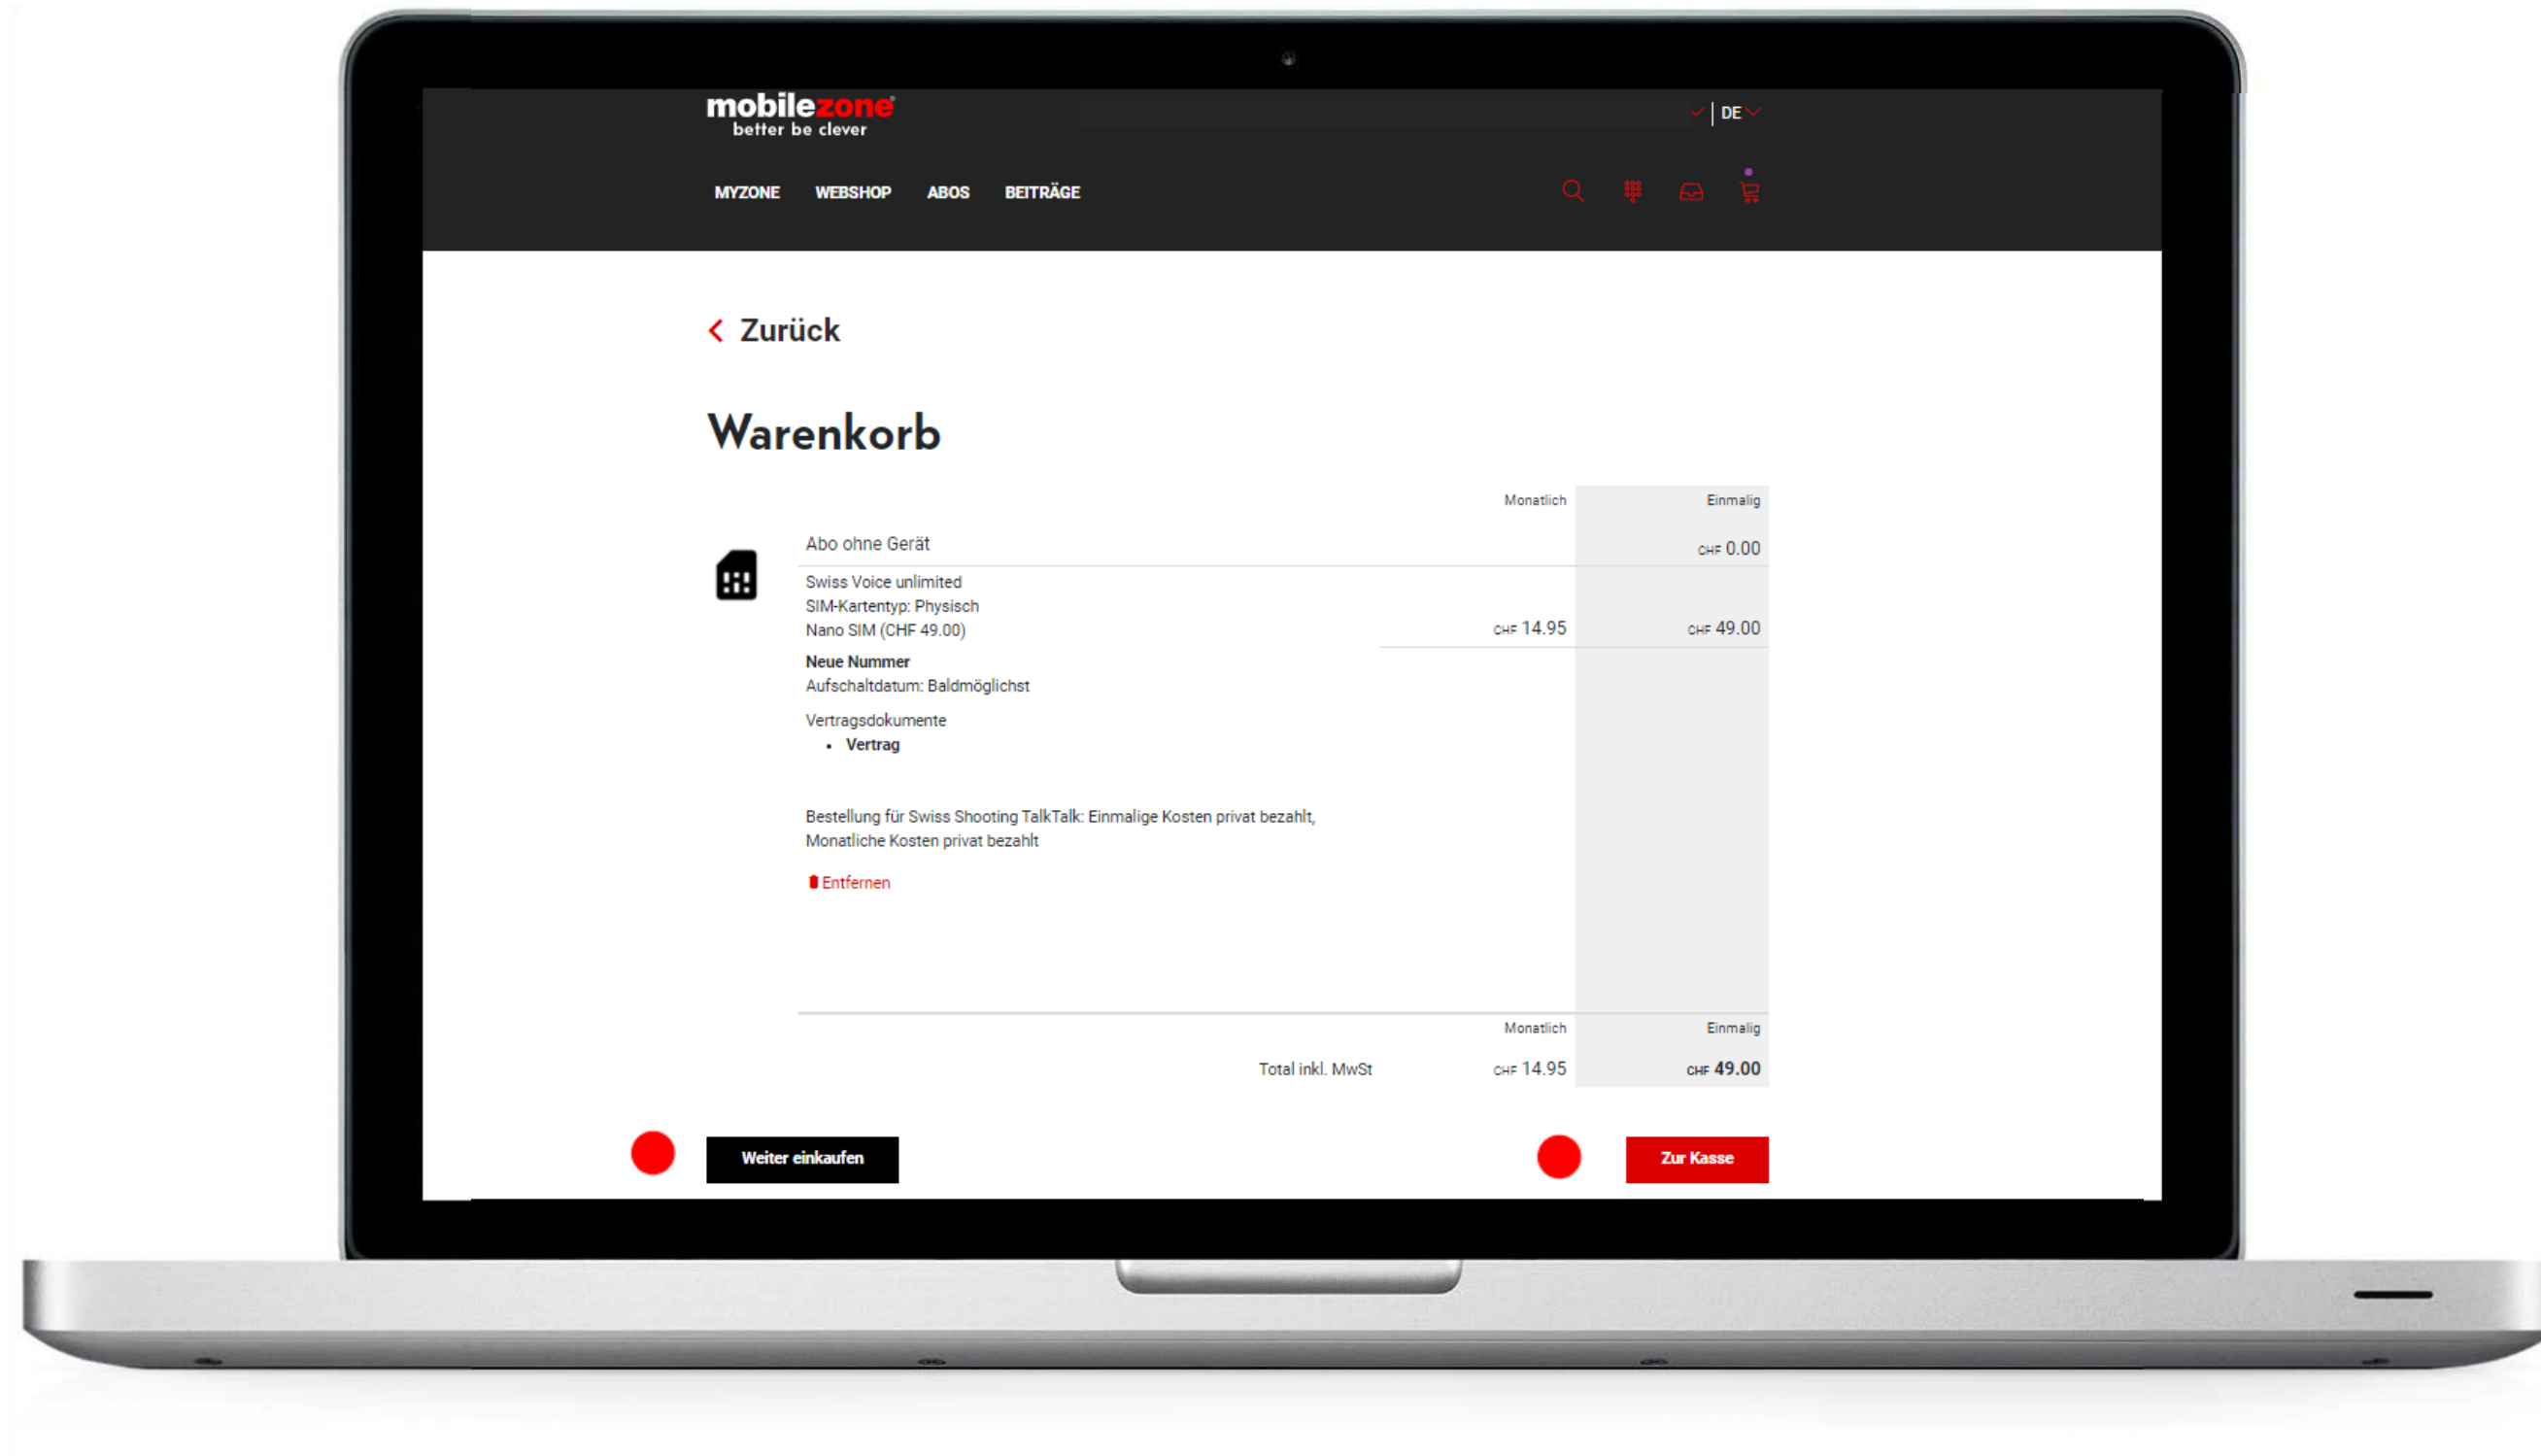 mobilezone
better be clever
DE
MYZONE WEBSHOP ABOS BEITRÄGE
Zurück
Warenkorb
Monatlich Einmalig
Abo ohne Gerät CHF 0.00
Swiss Voice unlimited
SIM-Kartentyp: Physisch
Nano SIM (CHF 49.00) CHF 14.95 CHF 49.00
Neue Nummer
Aufschaltdatum: Baldmöglichst
Vertragsdokumente
• Vertrag
Bestellung für Swiss Shooting TalkTalk: Einmalige Kosten privat bezahlt,
Monatliche Kosten privat bezahlt
Entfernen
Monatlich Einmalig
Total inkl. MwSt CHF 14.95 CHF 49.00
Weiter einkaufen Zur Kasse